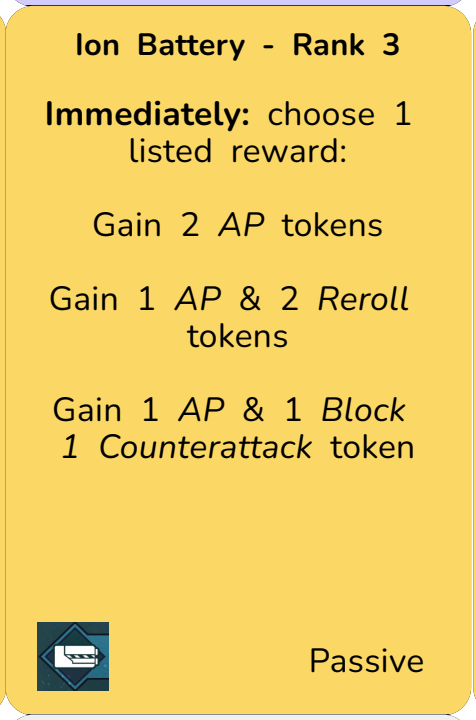 Ion Battery - Rank 3
Immediately: choose 1
listed reward:
Gain 2 AP tokens
Gain 1 AP & 2 Reroll
tokens
Gain 1 AP & 1 Block
1 Counterattack token
Passive